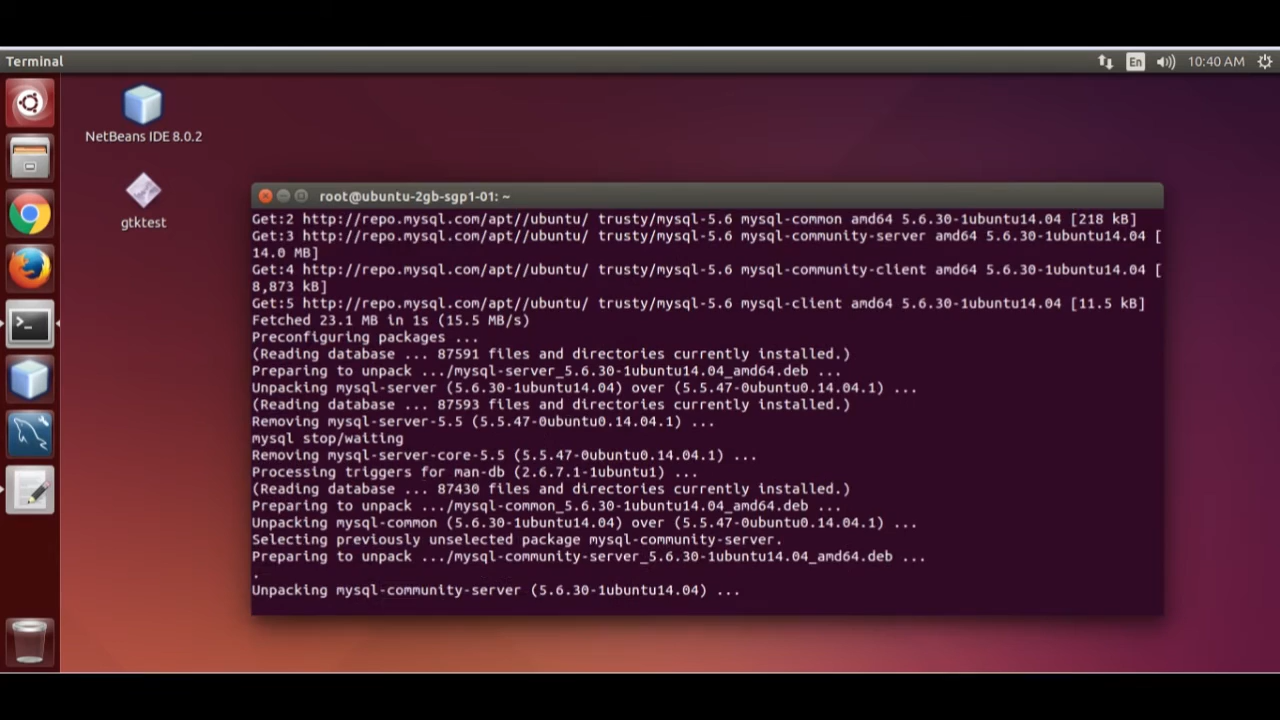 Terminal
En
10:40 AM
NetBeans IDE 8.0.2
gtktest
root@ubuntu-2gb-sgp1-01: ~
Get:2 http://repo.mysql.com/apt//ubuntu/ trusty/mysql-5.6 mysql-common amd64 5.6.30-1ubuntu14.04 [218 kB]
Get:3 http://repo.mysql.com/apt//ubuntu/ trusty/mysql-5.6 mysql-community-server amd64 5.6.30-1ubuntu14.04 [
14.0 MB]
Get:4 http://repo.mysql.com/apt//ubuntu/ trusty/mysql-5.6 mysql-community-client amd64 5.6.30-1ubuntu14.04 [
8,873 kB]
Get:5 http://repo.mysql.com/apt//ubuntu/ trusty/mysql-5.6 mysql-client amd64 5.6.30-1ubuntu14.04 [11.5 kB]
Fetched 23.1 MB in 1s (15.5 MB/s)
Preconfiguring packages ...
(Reading database ... 87591 files and directories currently installed.)
Preparing to unpack .../mysql-server_5.6.30-1ubuntu14.04_amd64.deb ...
Unpacking mysql-server (5.6.30-1ubuntu14.04) over (5.5.47-0ubuntu0.14.04.1) ...
(Reading database ... 87593 files and directories currently installed.)
Removing mysql-server-5.5 (5.5.47-0ubuntu0.14.04.1) ...
mysql stop/waiting
Removing mysql-server-core-5.5 (5.5.47-0ubuntu0.14.04.1) ...
Processing triggers for man-db (2.6.7.1-1ubuntu1) ...
(Reading database ... 87430 files and directories currently installed.)
Preparing to unpack .../mysql-common_5.6.30-1ubuntu14.04_amd64.deb ...
Unpacking mysql-common (5.6.30-1ubuntu14.04) over (5.5.47-0ubuntu0.14.04.1) ...
Selecting previously unselected package mysql-community-server.
Preparing to unpack .../mysql-community-server_5.6.30-1ubuntu14.04_amd64.deb ...
.
Unpacking mysql-community-server (5.6.30-1ubuntu14.04) ...